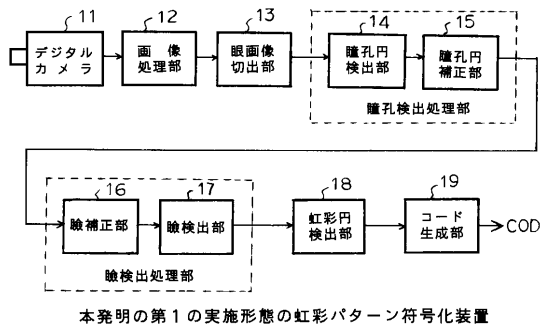 11
デジタル
カメラ
12
画像
処理部
13
眼画像
切出部
14
瞳孔円
検出部
15
瞳孔円
補正部
瞳孔検出処理部
16
瞼補正部
17
瞼検出部
瞼検出処理部
18
虹彩円
検出部
19
コード
生成部
COD
本発明の第1の実施形態の虹彩パターン符号化装置